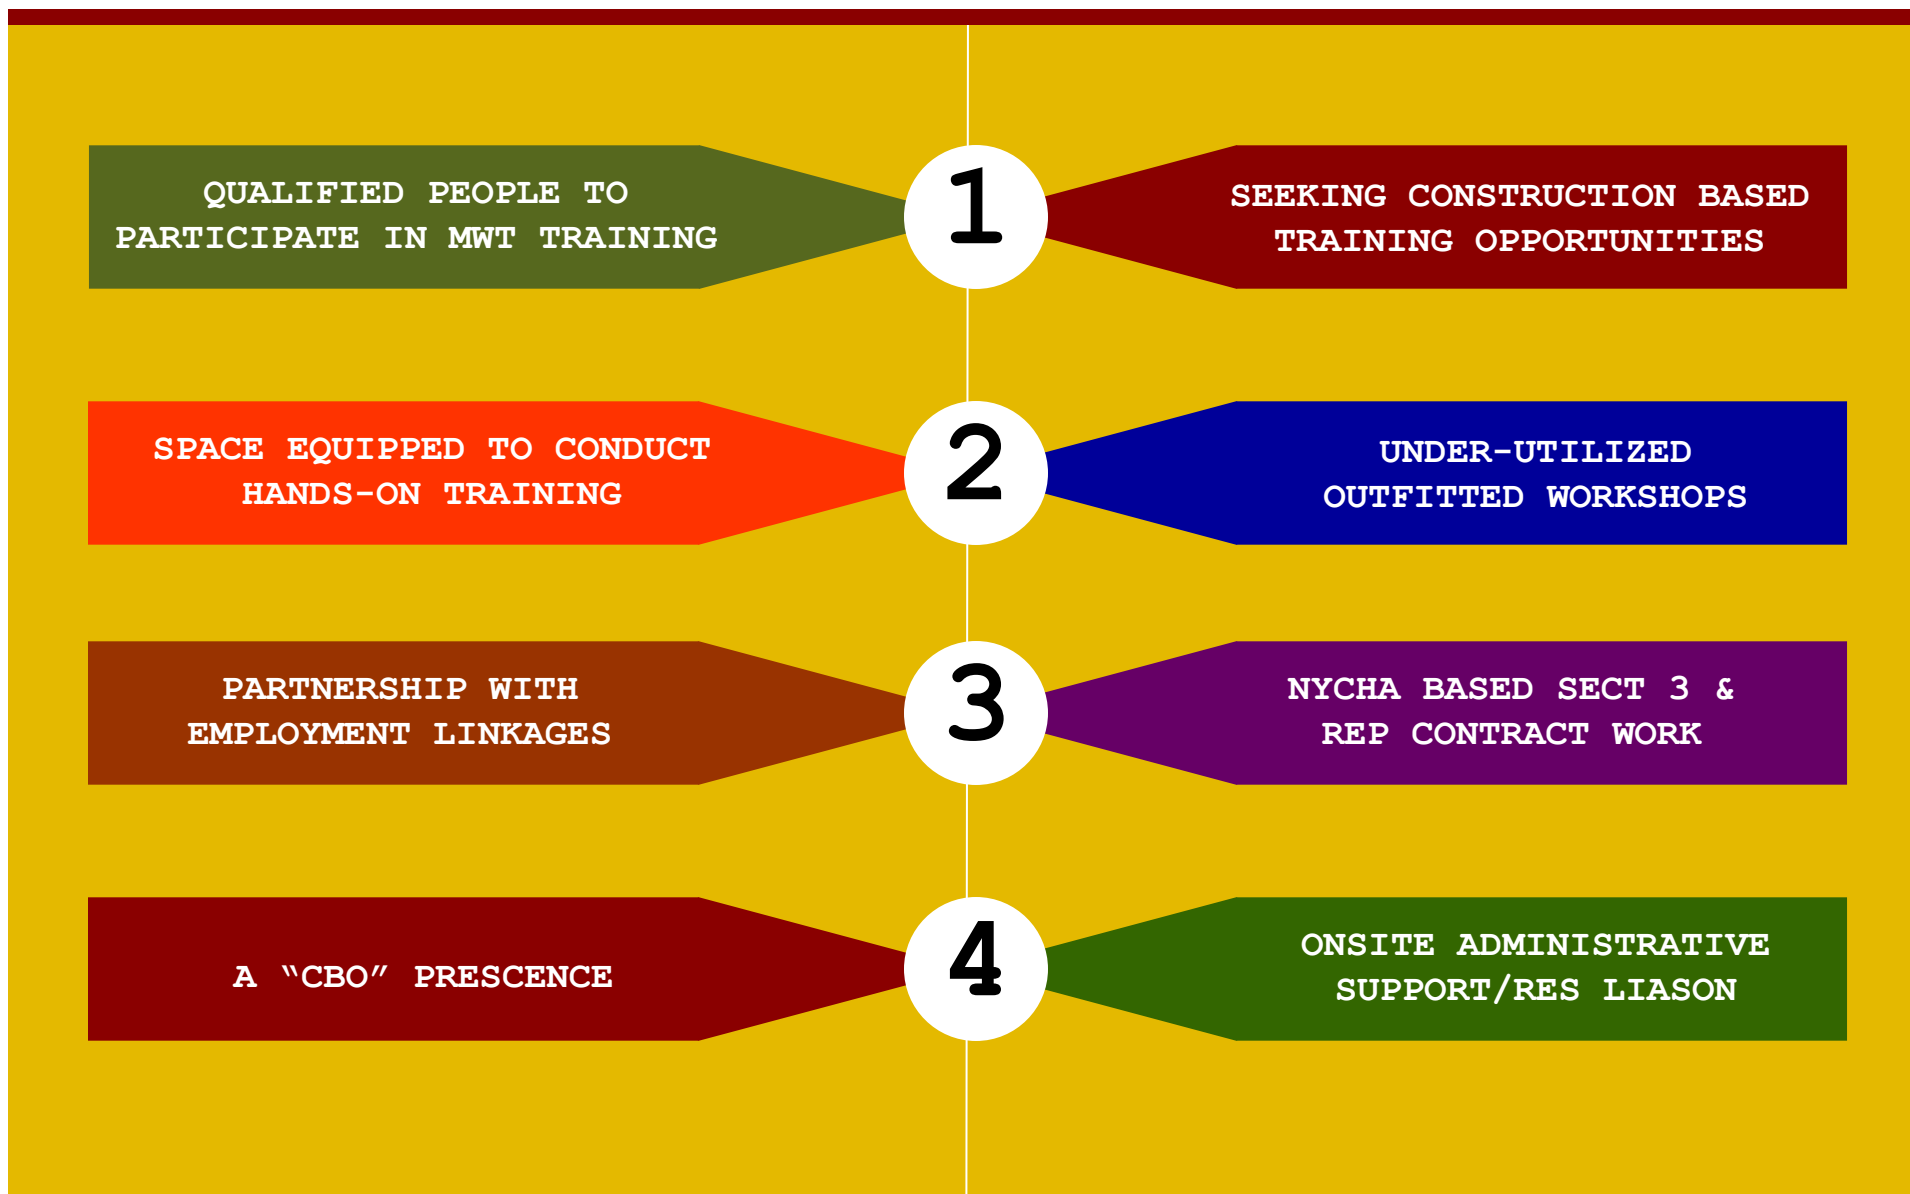 QUALIFIED PEOPLE TO
PARTICIPATE IN MWT TRAINING
1
SEEKING CONSTRUCTION BASED
TRAINING OPPORTUNITIES
SPACE EQUIPPED TO CONDUCT
HANDS-ON TRAINING
2
UNDER-UTILIZED
OUTFITTED WORKSHOPS
PARTNERSHIP WITH
EMPLOYMENT LINKAGES
3
NYCHA BASED SECT 3 &
REP CONTRACT WORK
A “CBO” PRESCENCE
4
ONSITE ADMINISTRATIVE
SUPPORT/RES LIASON